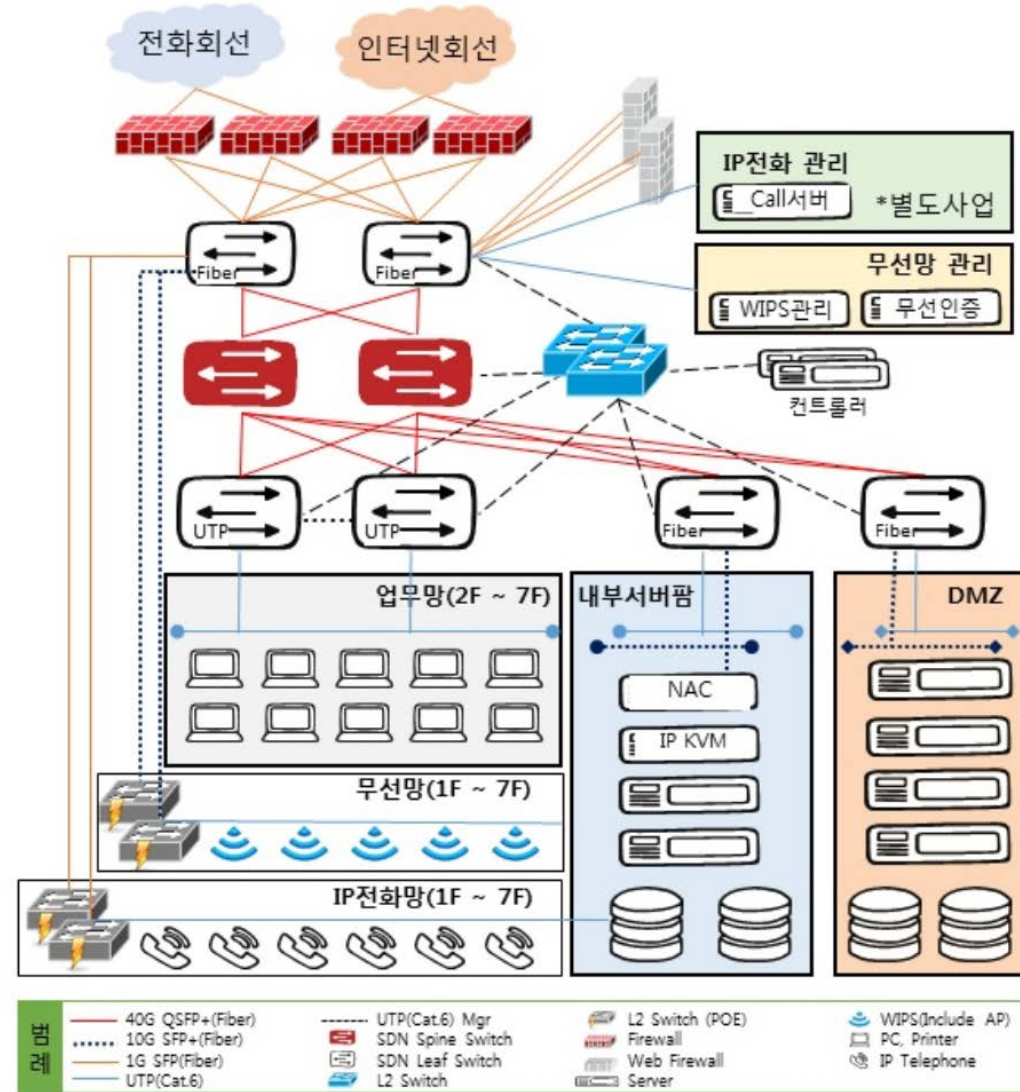 전화회선
인터넷회선
IP전화 관리
Call서버
*별도사업
무선망 관리
WIPS관리
무선인증
Fiber
Fiber
컨트롤러
UTP
UTP
Fiber
Fiber
업무망(2F ~ 7F)
내부서버팜
DMZ
NAC
IP KVM
무선망(1F ~ 7F)
IP전화망(1F ~ 7F)
범례
40G QSFP+(Fiber)
10G SFP+(Fiber)
1G SFP(Fiber)
UTP(Cat.6)
UTP(Cat.6) Mgr
SDN Spine Switch
SDN Leaf Switch
L2 Switch
L2 Switch (POE)
Firewall
Web Firewall
Server
WIPS(Include AP)
PC, Printer
IP Telephone